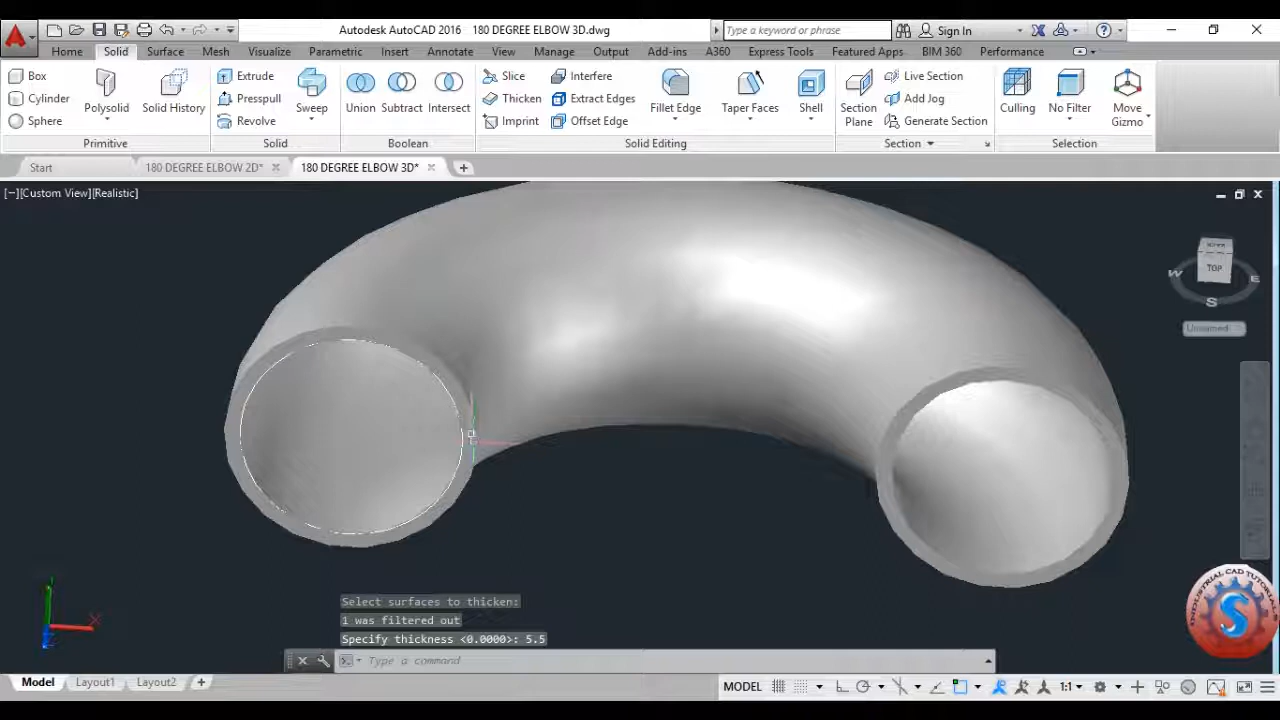 Autodesk AutoCAD 2016 180 DEGREE ELBOW 3D.dwg
Type a keyword or phrase
Sign In
Home Solid Surface Mesh Visualize Parametric Insert Annotate View Manage Output Add-ins A360 Express Tools Featured Apps BIM 360 Performance
Box
Cylinder
Sphere
Polysolid
Solid History
Extrude
Presspull
Revolve
Sweep
Union
Subtract
Intersect
Slice
Thicken
Imprint
Interfere
Extract Edges
Offset Edge
Fillet Edge
Taper Faces
Shell
Section
Plane
Live Section
Add Jog
Generate Section
Culling
No Filter
Move
Gizmo
Primitive
Solid
Boolean
Solid Editing
Section
Selection
Start
180 DEGREE ELBOW 2D*
180 DEGREE ELBOW 3D*
[−][Custom View][Realistic]
TOP
W
E
S
Unnamed
X
Select surfaces to thicken:
1 was filtered out
Specify thickness <0.0000>: 5.5
Type a command
INDUSTRIAL CAD TUTORIALS
S
Model
Layout1
Layout2
MODEL
1:1